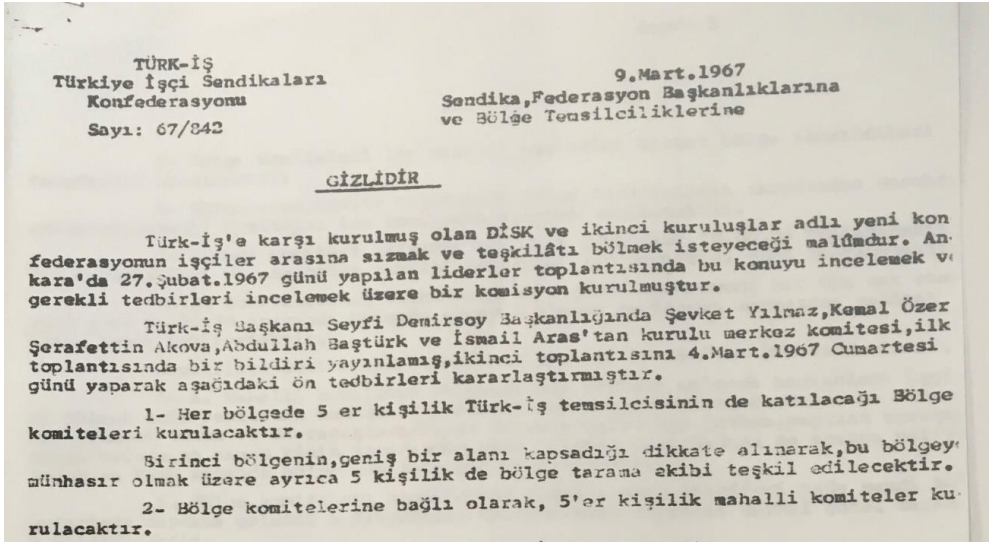 TÜRK-İŞ
Türkiye İşçi Sendikaları
Konfederasyonu
Sayı: 67/842
9.Mart.1967
Sendika,Federasyon Başkanlıklarına
ve Bölge Temsilciliklerine
GİZLİDİR
Türk-İş'e karşı kurulmuş olan DİSK ve ikinci kuruluşlar adlı yeni kon
federasyonun işçiler arasına sızmak ve teşkilâtı bölmek isteyeceği malûmdur. An-
kara'da 27.Şubat.1967 günü yapılan liderler toplantısında bu konuyu incelemek ve
gerekli tedbirleri incelemek üzere bir komisyon kurulmuştur.
Türk-İş Başkanı Seyfi Demirsoy Başkanlığında Şevket Yılmaz,Kemal Özer
Şerafettin Akova,Abdullah Baştürk ve İsmail Aras'tan kurulu merkez komitesi,ilk
toplantısında bir bildiri yayınlamış,ikinci toplantısını 4.Mart.1967 Cumartesi
günü yaparak aşağıdaki ön tedbirleri kararlaştırmıştır.
1- Her bölgede 5 er kişilik Türk-İş temsilcisinin de katılacağı Bölge
komiteleri kurulacaktır.
Birinci bölgenin,geniş bir alanı kapsadığı dikkate alınarak,bu bölgeye
münhasır olmak üzere ayrıca 5 kişilik de bölge tarama ekibi teşkil edilecektir.
2- Bölge komitelerine bağlı olarak, 5'er kişilik mahalli komiteler ku-
rulacaktır.